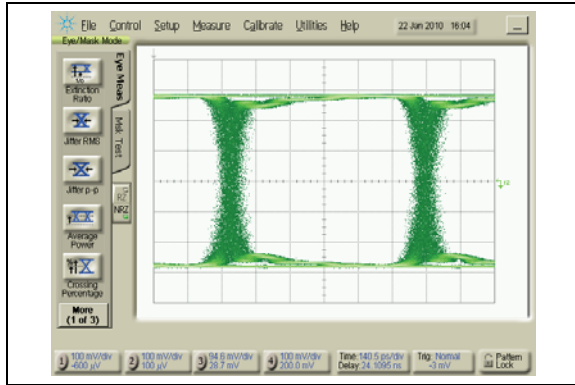 File Control Setup Measure Calibrate Utilities Help 22 Jun 2010 16:04
Eye/Mask Mode
Eye Meas
Msk Test
RZ
NRZ
Extinction
Ratio
Jitter RMS
Jitter p-p
Average
Power
Crossing
Percentage
More
(1 of 3)
1) 100 mV/div
-600 µV
2) 100 mV/div
100 µV
3) 94.6 mV/div
28.7 mV
4) 100 mV/div
200.0 mV
Time:140.5 ps/div
Delay:24.1095 ns
Trig: Normal
-3 mV
Pattern
Lock